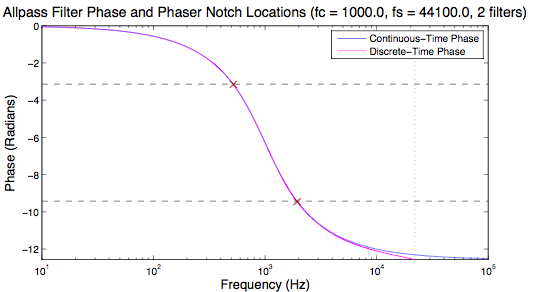 Allpass Filter Phase and Phaser Notch Locations (fc = 1000.0, fs = 44100.0, 2 filters)
Continuous-Time Phase
Discrete-Time Phase
0
-2
-4
-6
-8
-10
-12
Phase (Radians)
10^1 10^2 10^3 10^4 10^5
Frequency (Hz)